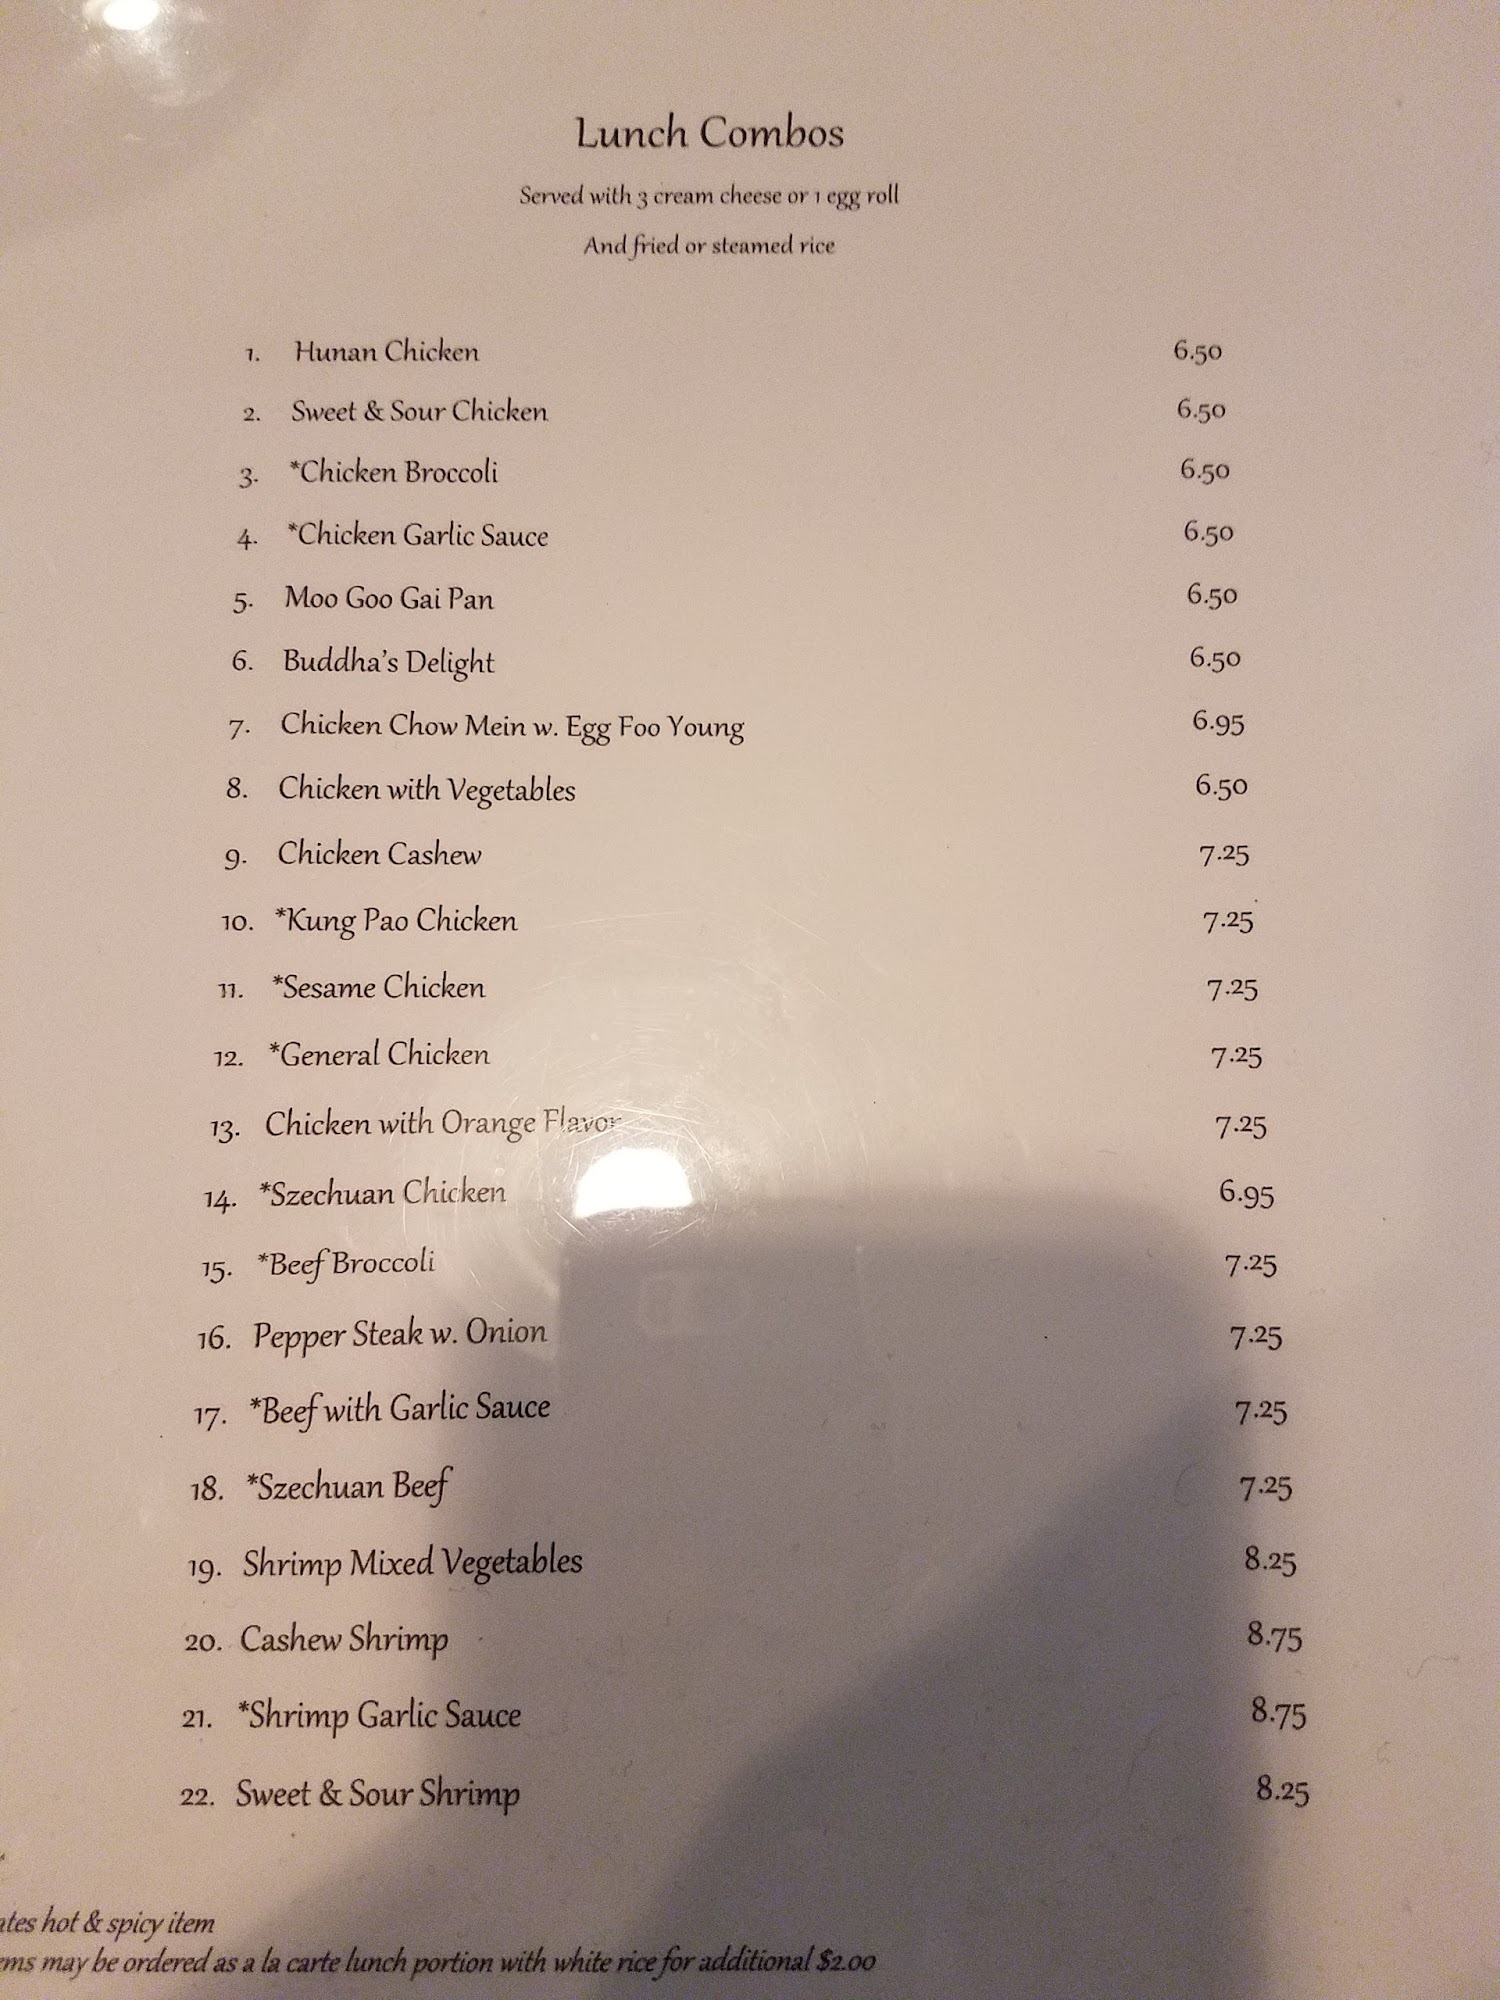 Lunch Combos
Served with 3 cream cheese or 1 egg roll
And fried or steamed rice
1. Hunan Chicken 6.50
2. Sweet & Sour Chicken 6.50
3. *Chicken Broccoli 6.50
4. *Chicken Garlic Sauce 6.50
5. Moo Goo Gai Pan 6.50
6. Buddha's Delight 6.50
7. Chicken Chow Mein w. Egg Foo Young 6.95
8. Chicken with Vegetables 6.50
9. Chicken Cashew 7.25
10. *Kung Pao Chicken 7.25
11. *Sesame Chicken 7.25
12. *General Chicken 7.25
13. Chicken with Orange Flavor 7.25
14. *Szechuan Chicken 6.95
15. *Beef Broccoli 7.25
16. Pepper Steak w. Onion 7.25
17. *Beef with Garlic Sauce 7.25
18. *Szechuan Beef 7.25
19. Shrimp Mixed Vegetables 8.25
20. Cashew Shrimp 8.75
21. *Shrimp Garlic Sauce 8.75
22. Sweet & Sour Shrimp 8.25
hot & spicy item
may be ordered as a la carte lunch portion with white rice for additional $2.00